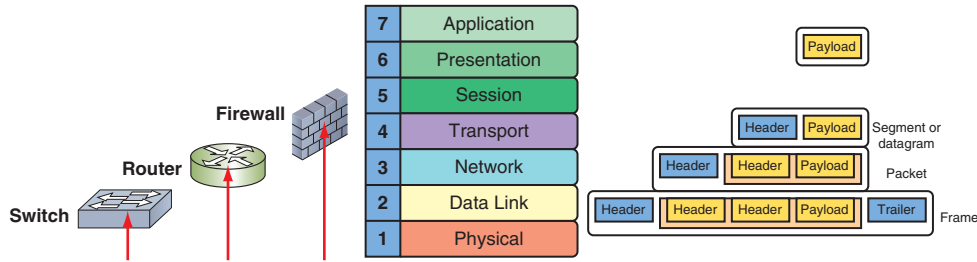 7 Application
Payload
6 Presentation
5 Session
Firewall
4 Transport
Header Payload
Segment or
datagram
Router
3 Network
Header Header Payload
Packet
Switch
2 Data Link
Header Header Header Payload Trailer
Frame
1 Physical